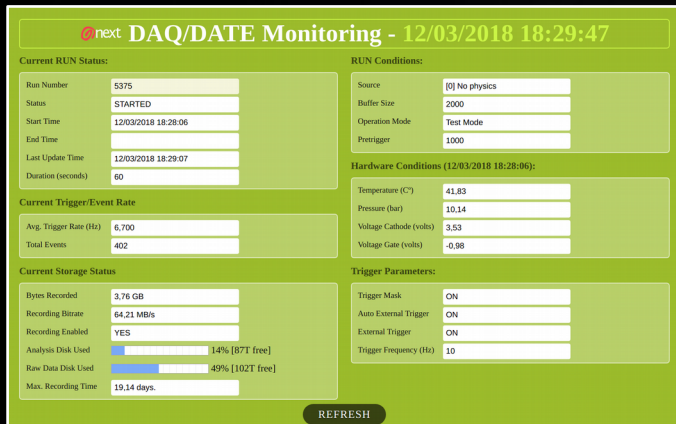 next DAQ/DATE Monitoring - 12/03/2018 18:29:47
Current RUN Status:
Run Number 5375
Status STARTED
Start Time 12/03/2018 18:28:06
End Time
Last Update Time 12/03/2018 18:29:07
Duration (seconds) 60
Current Trigger/Event Rate
Avg. Trigger Rate (Hz) 6,700
Total Events 402
Current Storage Status
Bytes Recorded 3,76 GB
Recording Bitrate 64,21 MB/s
Recording Enabled YES
Analysis Disk Used 14% [87T free]
Raw Data Disk Used 49% [102T free]
Max. Recording Time 19,14 days.
RUN Conditions:
Source [0] No physics
Buffer Size 2000
Operation Mode Test Mode
Pretrigger 1000
Hardware Conditions (12/03/2018 18:28:06):
Temperature (Cº) 41,83
Pressure (bar) 10,14
Voltage Cathode (volts) 3,53
Voltage Gate (volts) -0,98
Trigger Parameters:
Trigger Mask ON
Auto External Trigger ON
External Trigger ON
Trigger Frequency (Hz) 10
REFRESH